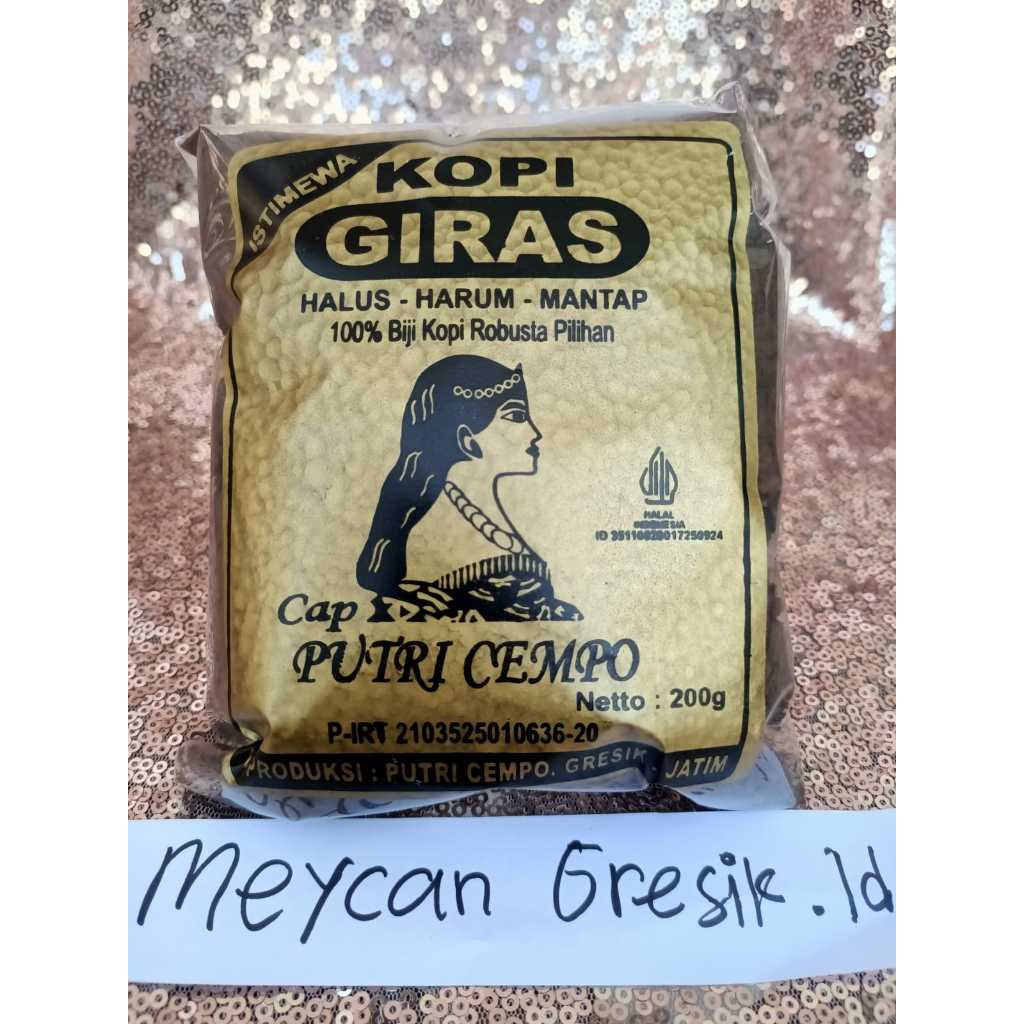 ISTIMEWA
KOPI
GIRAS
HALUS - HARUM - MANTAP
100% Biji Kopi Robusta Pilihan
HALAL
INDONESIA
Cap
PUTRI CEMPO
Netto : 200g
P-IRT 2103525010636-20
PRODUKSI : PUTRI CEMPO. GRESIK - JATIM
Meycan Gresik.Id